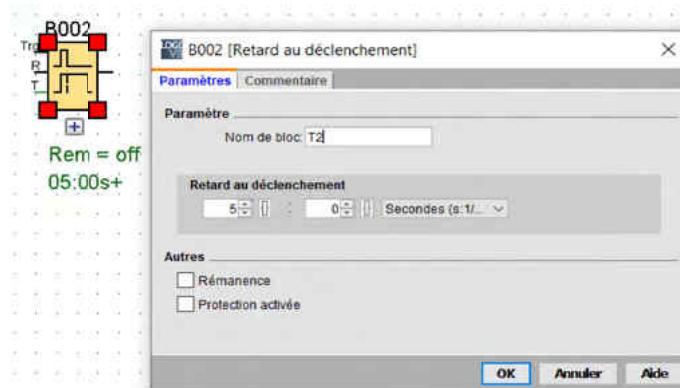 B002
Trg
R
T
Rem = off
05:00s+
LOGO
B002 [Retard au déclenchement]
Paramètres
Commentaire
Paramètre
Nom de bloc: T2
Retard au déclenchement
5 : 0 Secondes (s:1/...
Autres
Rémanence
Protection activée
OK Annuler Aide